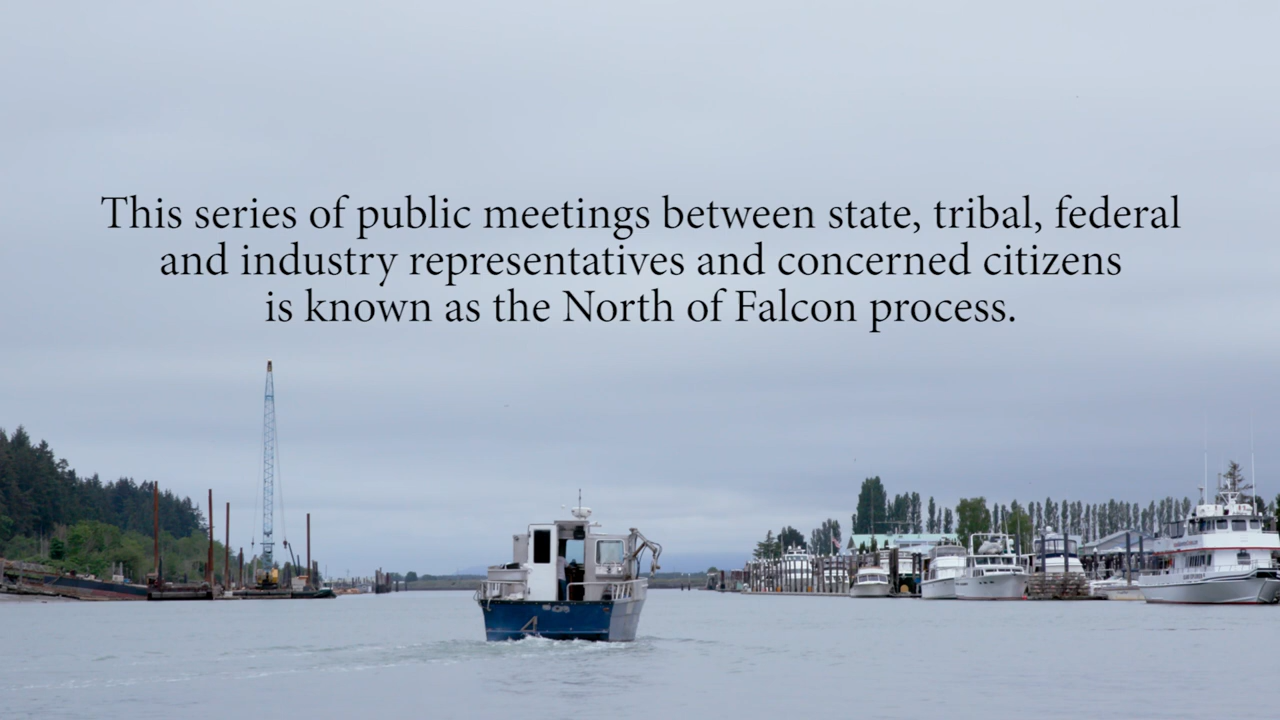 This series of public meetings between state, tribal, federal
and industry representatives and concerned citizens
is known as the North of Falcon process.